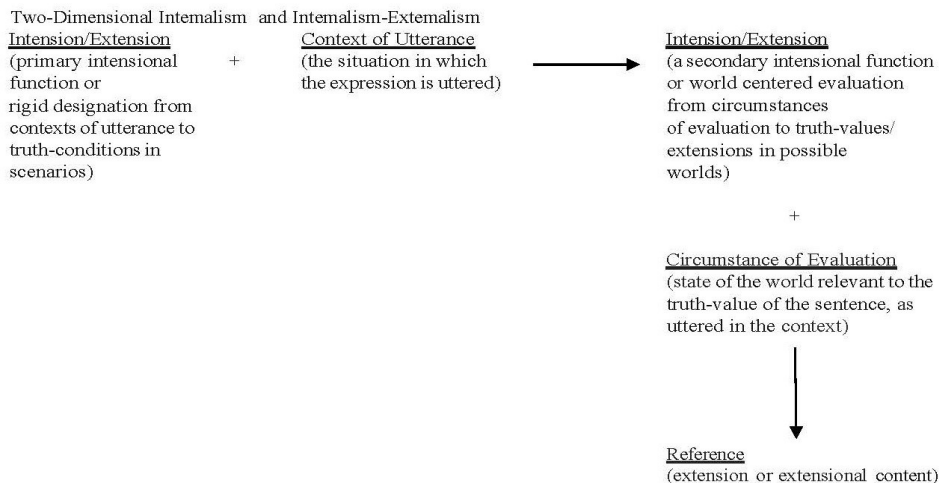 Two-Dimensional Internalism and Internalism-Externalism
Intension/Extension
(primary intensional
function or
rigid designation from
contexts of utterance to
truth-conditions in
scenarios)
+
Context of Utterance
(the situation in which
the expression is uttered)
Intension/Extension
(a secondary intensional function
or world centered evaluation
from circumstances
of evaluation to truth-values/
extensions in possible
worlds)
+
Circumstance of Evaluation
(state of the world relevant to the
truth-value of the sentence, as
uttered in the context)
Reference
(extension or extensional content)